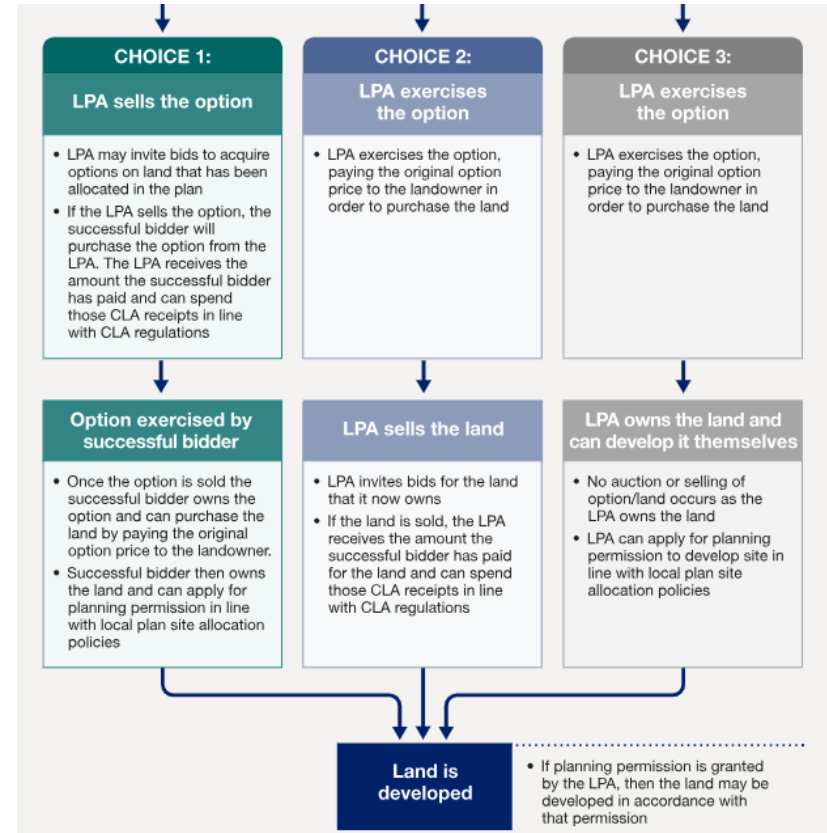 CHOICE 1:
LPA sells the option
• LPA may invite bids to acquire
options on land that has been
allocated in the plan
• If the LPA sells the option, the
successful bidder will
purchase the option from the
LPA. The LPA receives the
amount the successful bidder
has paid and can spend
those CLA receipts in line
with CLA regulations
Option exercised by
successful bidder
• Once the option is sold the
successful bidder owns the
option and can purchase the
land by paying the original
option price to the landowner.
• Successful bidder then owns
the land and can apply for
planning permission in line
with local plan site allocation
policies
CHOICE 2:
LPA exercises
the option
• LPA exercises the option,
paying the original option
price to the landowner in
order to purchase the land
LPA sells the land
• LPA invites bids for the land
that it now owns
• If the land is sold, the LPA
receives the amount the
successful bidder has paid
for the land and can spend
those CLA receipts in line
with CLA regulations
CHOICE 3:
LPA exercises
the option
• LPA exercises the option,
paying the original option
price to the landowner in
order to purchase the land
LPA owns the land and
can develop it themselves
• No auction or selling of
option/land occurs as the
LPA owns the land
• LPA can apply for planning
permission to develop site in
line with local plan site
allocation policies
Land is
developed
• If planning permission is granted
by the LPA, then the land may be
developed in accordance with
that permission